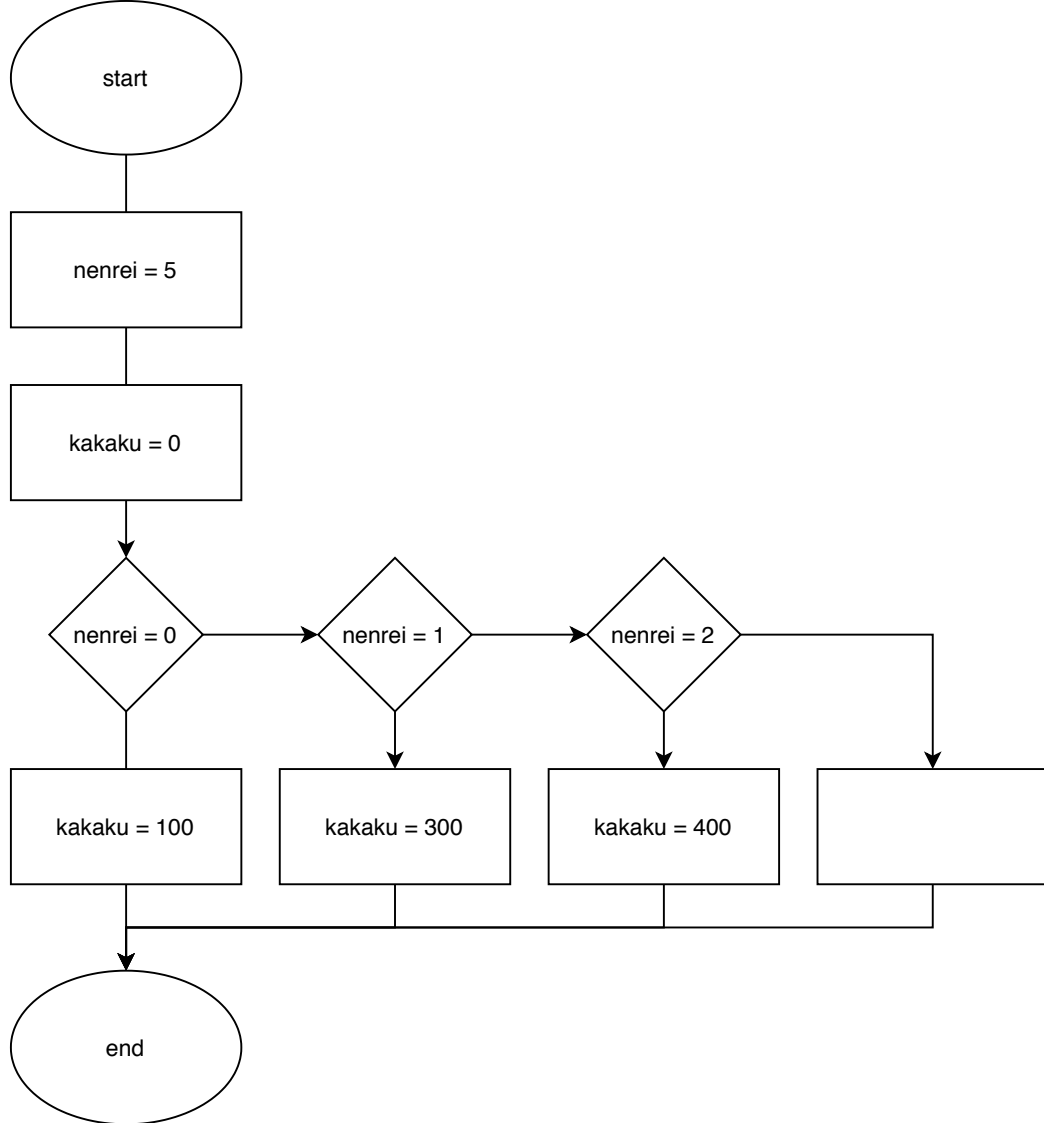 start
nenrei = 5
kakaku = 0
nenrei = 0
nenrei = 1
nenrei = 2
kakaku = 100
kakaku = 300
kakaku = 400
end